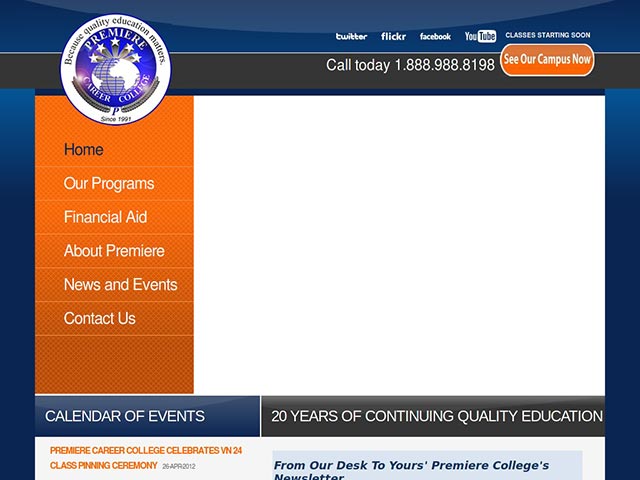 Because quality education matters.
PREMIERE
CAREER COLLEGE
P
Since 1991
twitter flickr facebook YouTube CLASSES STARTING SOON
Call today 1.888.988.8198 See Our Campus Now
Home
Our Programs
Financial Aid
About Premiere
News and Events
Contact Us
CALENDAR OF EVENTS
20 YEARS OF CONTINUING QUALITY EDUCATION
PREMIERE CAREER COLLEGE CELEBRATES VN 24
CLASS PINNING CEREMONY 26-APR-2012
From Our Desk To Yours' Premiere College's
Newsletter